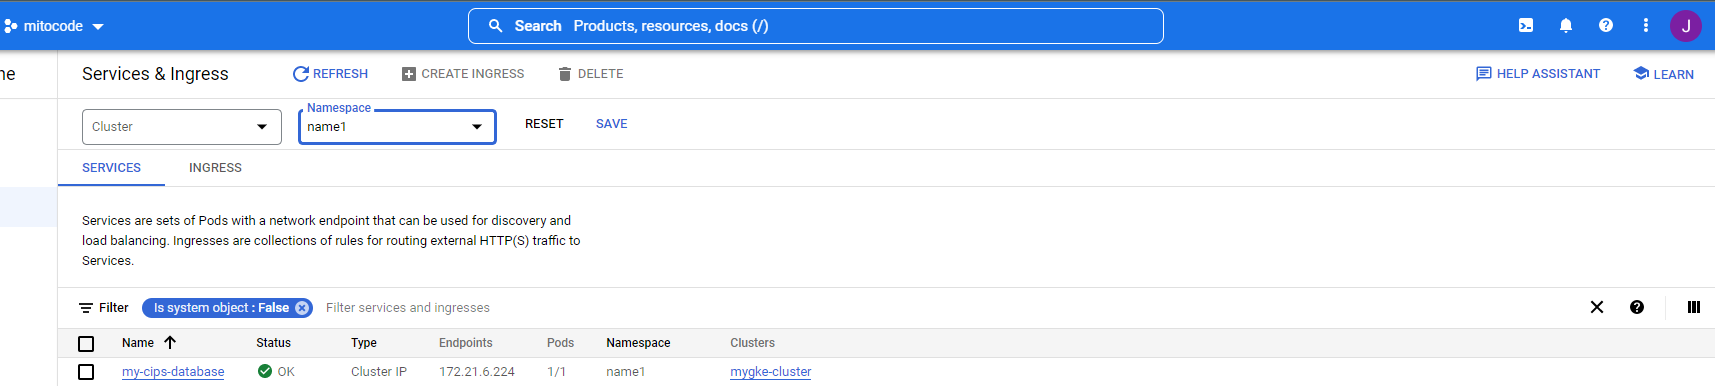 mitocode
Search Products, resources, docs (/)
J
ne
Services & Ingress
REFRESH
CREATE INGRESS
DELETE
HELP ASSISTANT
LEARN
Cluster
Namespace
name1
RESET
SAVE
SERVICES
INGRESS
Services are sets of Pods with a network endpoint that can be used for discovery and
load balancing. Ingresses are collections of rules for routing external HTTP(S) traffic to
Services.
Filter
Is system object : False
Filter services and ingresses
Name Status Type Endpoints Pods Namespace Clusters
my-cips-database OK Cluster IP 172.21.6.224 1/1 name1 mygke-cluster